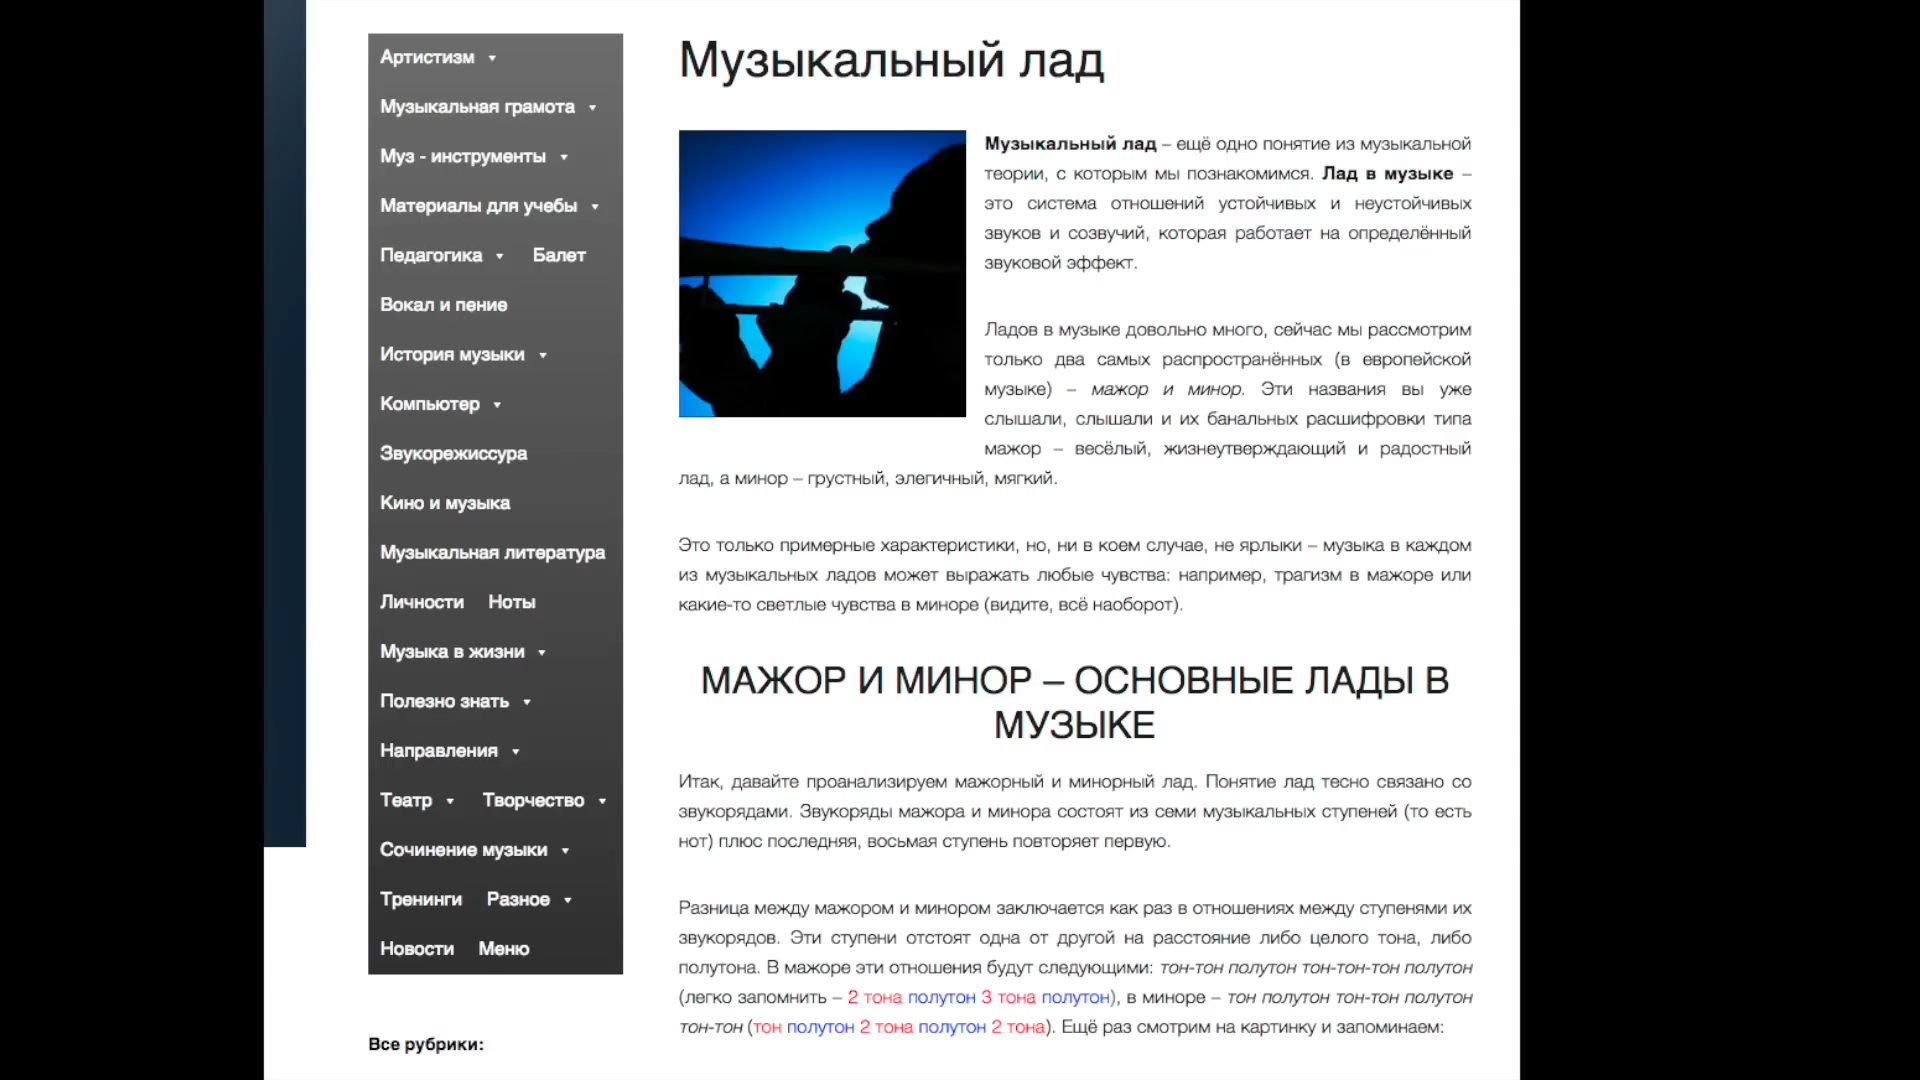 Артистизм
Музыкальная грамота
Муз - инструменты
Материалы для учебы
Педагогика Балет
Вокал и пение
История музыки
Компьютер
Звукорежиссура
Кино и музыка
Музыкальная литература
Личности Ноты
Музыка в жизни
Полезно знать
Направления
Театр Творчество
Сочинение музыки
Тренинги Разное
Новости Меню
Все рубрики:
Музыкальный лад
Музыкальный лад – ещё одно понятие из музыкальной
теории, с которым мы познакомимся. Лад в музыке –
это система отношений устойчивых и неустойчивых
звуков и созвучий, которая работает на определённый
звуковой эффект.
Ладов в музыке довольно много, сейчас мы рассмотрим
только два самых распространённых (в европейской
музыке) – мажор и минор. Эти названия вы уже
слышали, слышали и их банальных расшифровки типа
мажор – весёлый, жизнеутверждающий и радостный
лад, а минор – грустный, элегичный, мягкий.
Это только примерные характеристики, но, ни в коем случае, не ярлыки – музыка в каждом
из музыкальных ладов может выражать любые чувства: например, трагизм в мажоре или
какие-то светлые чувства в миноре (видите, всё наоборот).
МАЖОР И МИНОР – ОСНОВНЫЕ ЛАДЫ В
МУЗЫКЕ
Итак, давайте проанализируем мажорный и минорный лад. Понятие лад тесно связано со
звукорядами. Звукоряды мажора и минора состоят из семи музыкальных ступеней (то есть
нот) плюс последняя, восьмая ступень повторяет первую.
Разница между мажором и минором заключается как раз в отношениях между ступенями их
звукорядов. Эти ступени отстоят одна от другой на расстояние либо целого тона, либо
полутона. В мажоре эти отношения будут следующими: тон-тон полутон тон-тон-тон полутон
(легко запомнить – 2 тона полутон 3 тона полутон), в миноре – тон полутон тон-тон полутон
тон-тон (тон полутон 2 тона полутон 2 тона). Ещё раз смотрим на картинку и запоминаем: